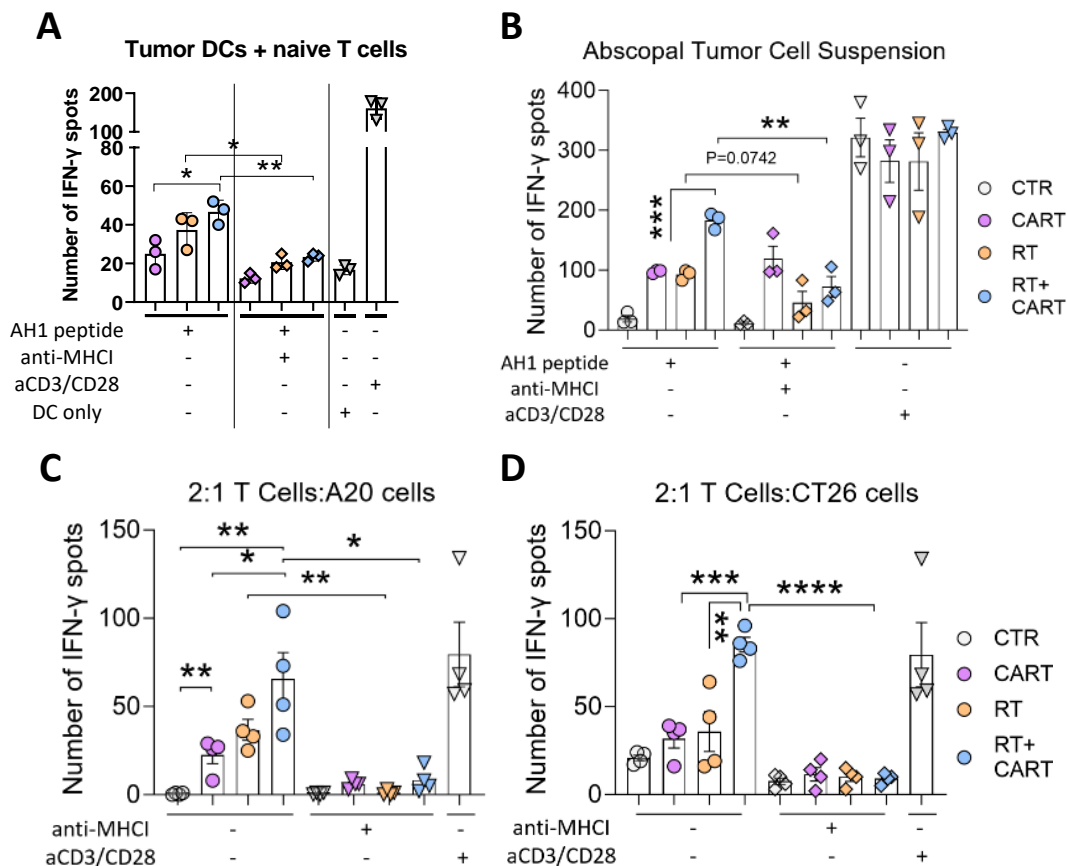 A
Tumor DCs + naive T cells
Number of IFN-γ spots
200
100
80
60
40
20
0
*
*
**
AH1 peptide + + - -
anti-MHCI - + - -
aCD3/CD28 - - - +
DC only - - + -
B
Abscopal Tumor Cell Suspension
Number of IFN-γ spots
400
300
200
100
0
***
**
P=0.0742
CTR
CART
RT
RT+
CART
AH1 peptide + + -
anti-MHCI - + -
aCD3/CD28 - - +
C
2:1 T Cells:A20 cells
Number of IFN-γ spots
150
100
50
0
**
*
*
**
**
anti-MHCI - + -
aCD3/CD28 - - +
D
2:1 T Cells:CT26 cells
Number of IFN-γ spots
150
100
50
0
***
**
****
CTR
CART
RT
RT+
CART
anti-MHCI - + -
aCD3/CD28 - - +